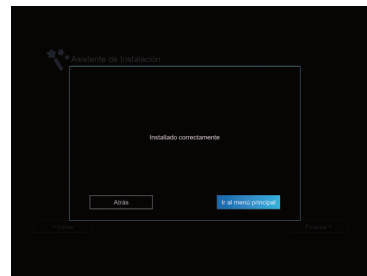 Asistente de Instalación
Instalado correctamente
Atrás
Ir al menú principal